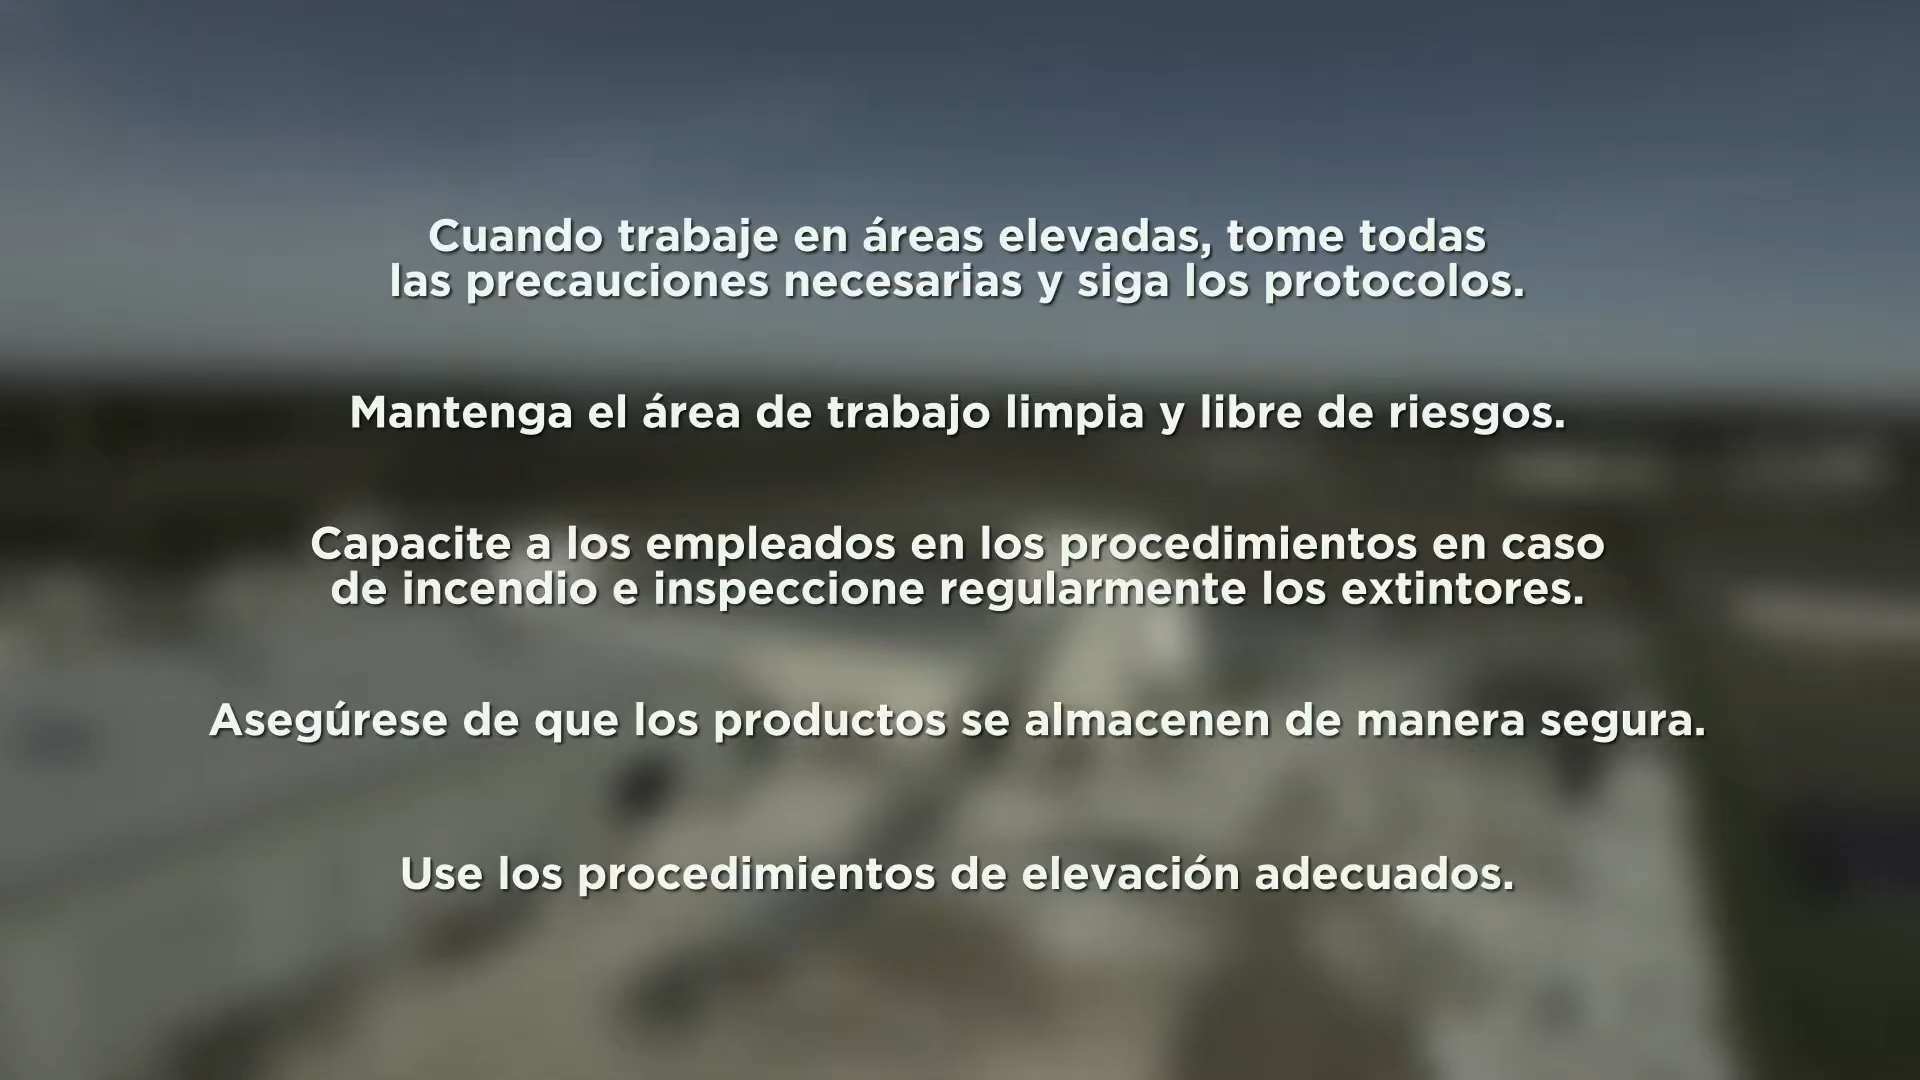 Cuando trabaje en áreas elevadas, tome todas
las precauciones necesarias y siga los protocolos.
Mantenga el área de trabajo limpia y libre de riesgos.
Capacite a los empleados en los procedimientos en caso
de incendio e inspeccione regularmente los extintores.
Asegúrese de que los productos se almacenen de manera segura.
Use los procedimientos de elevación adecuados.